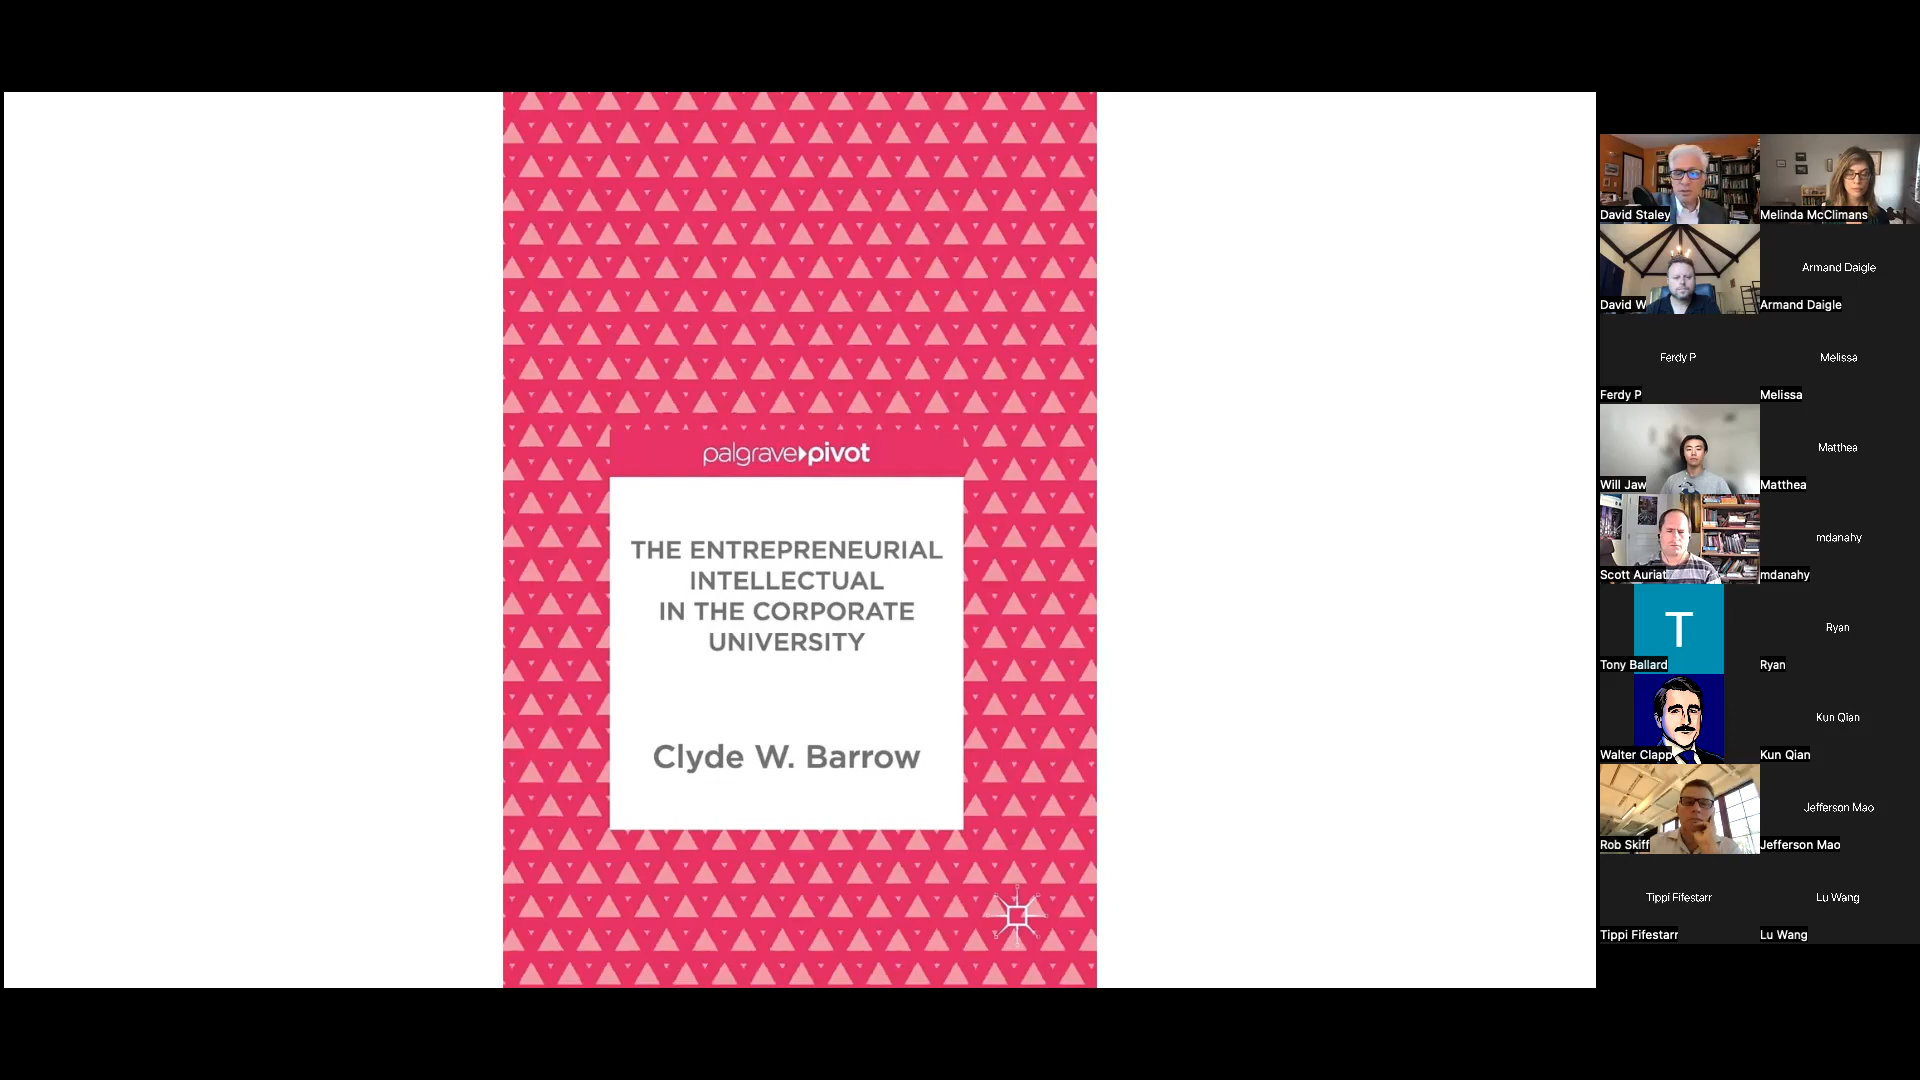 palgrave pivot
THE ENTREPRENEURIAL
INTELLECTUAL
IN THE CORPORATE
UNIVERSITY
Clyde W. Barrow
David Staley
Melinda McClimans
David W
Armand Daigle
Armand Daigle
Ferdy P
Ferdy P
Melissa
Melissa
Will Jaw
Matthea
Matthea
Scott Auriat
mdanahy
mdanahy
T
Tony Ballard
Ryan
Ryan
Walter Clapp
Kun Qian
Kun Qian
Rob Skiff
Jefferson Mao
Jefferson Mao
Tippi Fifestarr
Tippi Fifestarr
Lu Wang
Lu Wang